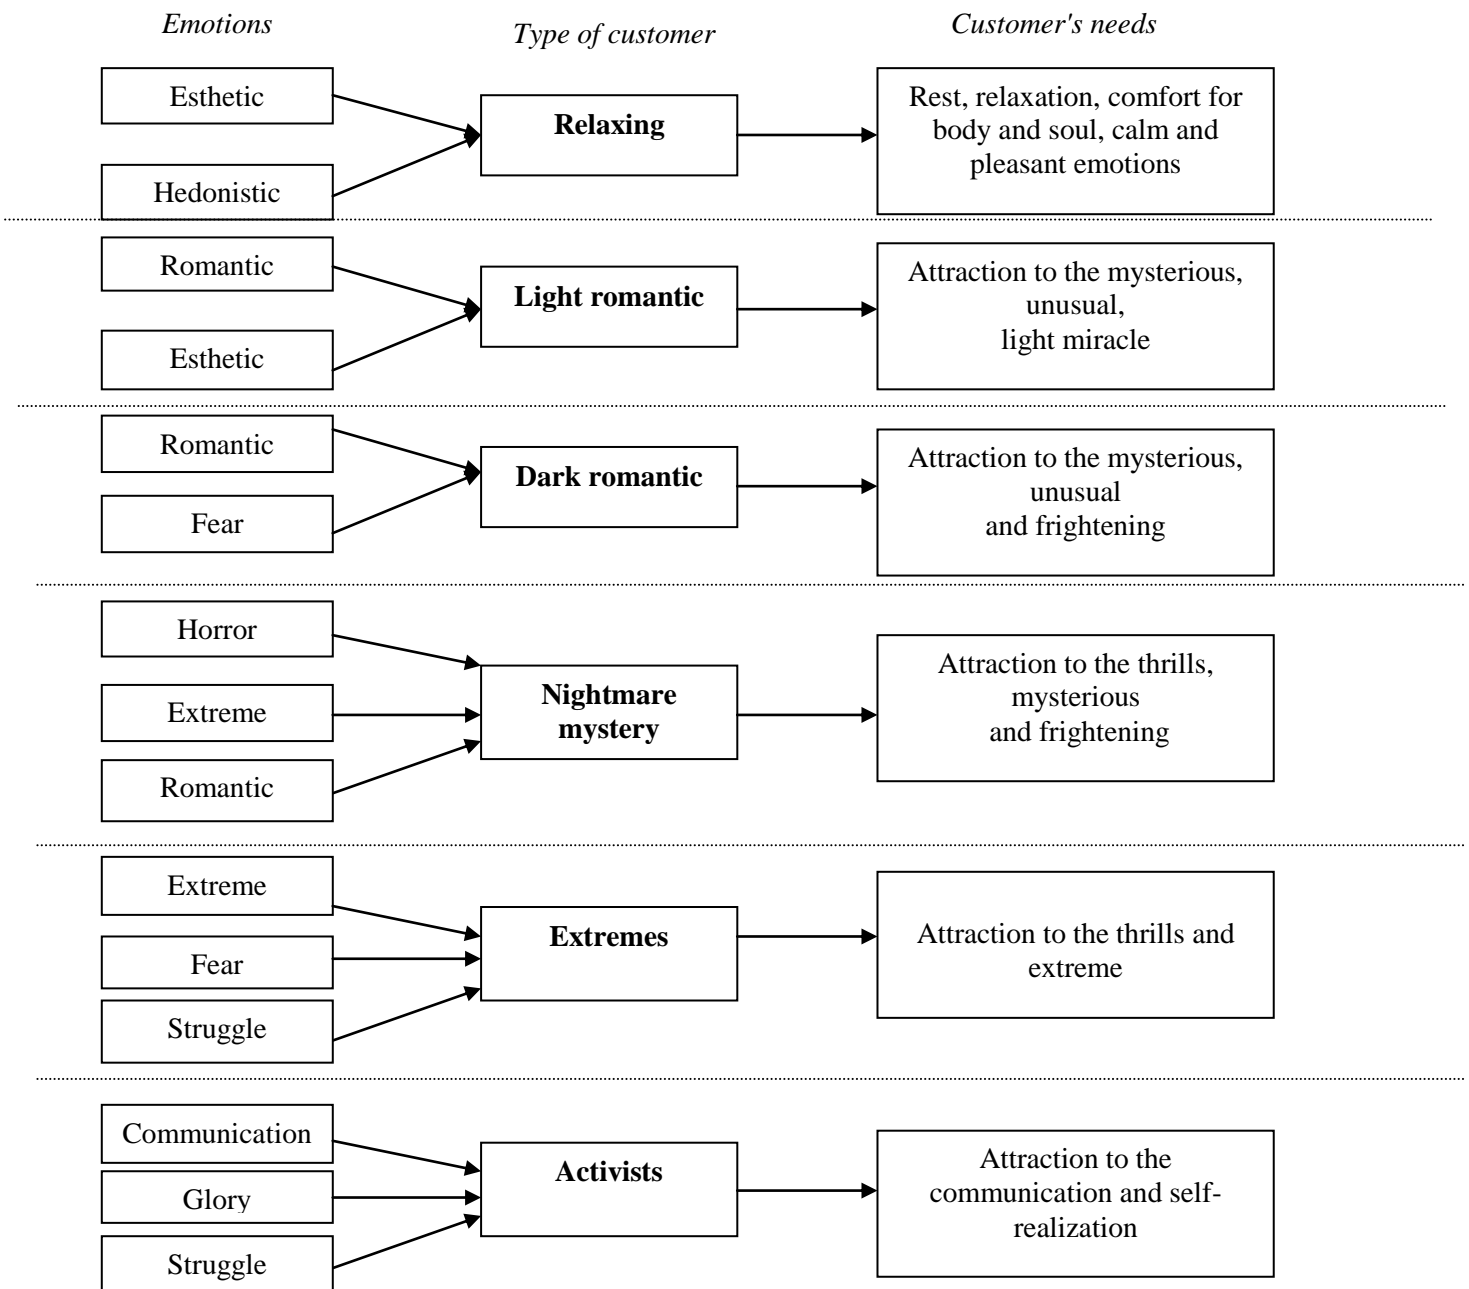 Emotions
Type of customer
Customer's needs
Esthetic
Hedonistic
Relaxing
Rest, relaxation, comfort for
body and soul, calm and
pleasant emotions
Romantic
Esthetic
Light romantic
Attraction to the mysterious,
unusual,
light miracle
Romantic
Fear
Dark romantic
Attraction to the mysterious,
unusual
and frightening
Horror
Extreme
Romantic
Nightmare
mystery
Attraction to the thrills,
mysterious
and frightening
Extreme
Fear
Struggle
Extremes
Attraction to the thrills and
extreme
Communication
Glory
Struggle
Activists
Attraction to the
communication and self-
realization